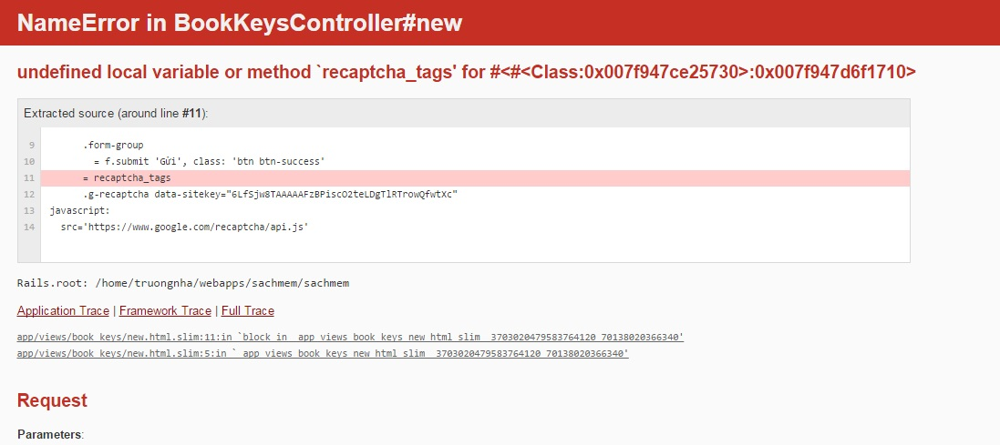 NameError in BookKeysController#new
undefined local variable or method `recaptcha_tags' for #<#<Class:0x007f947ce25730>:0x007f947d6f1710>
Extracted source (around line #11):
9 .form-group
10 = f.submit 'Gửi', class: 'btn btn-success'
11 = recaptcha_tags
12 .g-recaptcha data-sitekey="6LfSjw8TAAAAAFzBPiscO2teLDgTlRTrowQfwtXc"
13 javascript:
14 src='https://www.google.com/recaptcha/api.js'
Rails.root: /home/truongnha/webapps/sachmem/sachmem
Application Trace | Framework Trace | Full Trace
app/views/book_keys/new.html.slim:11:in `block in _app_views_book_keys_new_html_slim__3703020479583764120_70138020366340'
app/views/book_keys/new.html.slim:5:in `_app_views_book_keys_new_html_slim__3703020479583764120_70138020366340'
Request
Parameters: